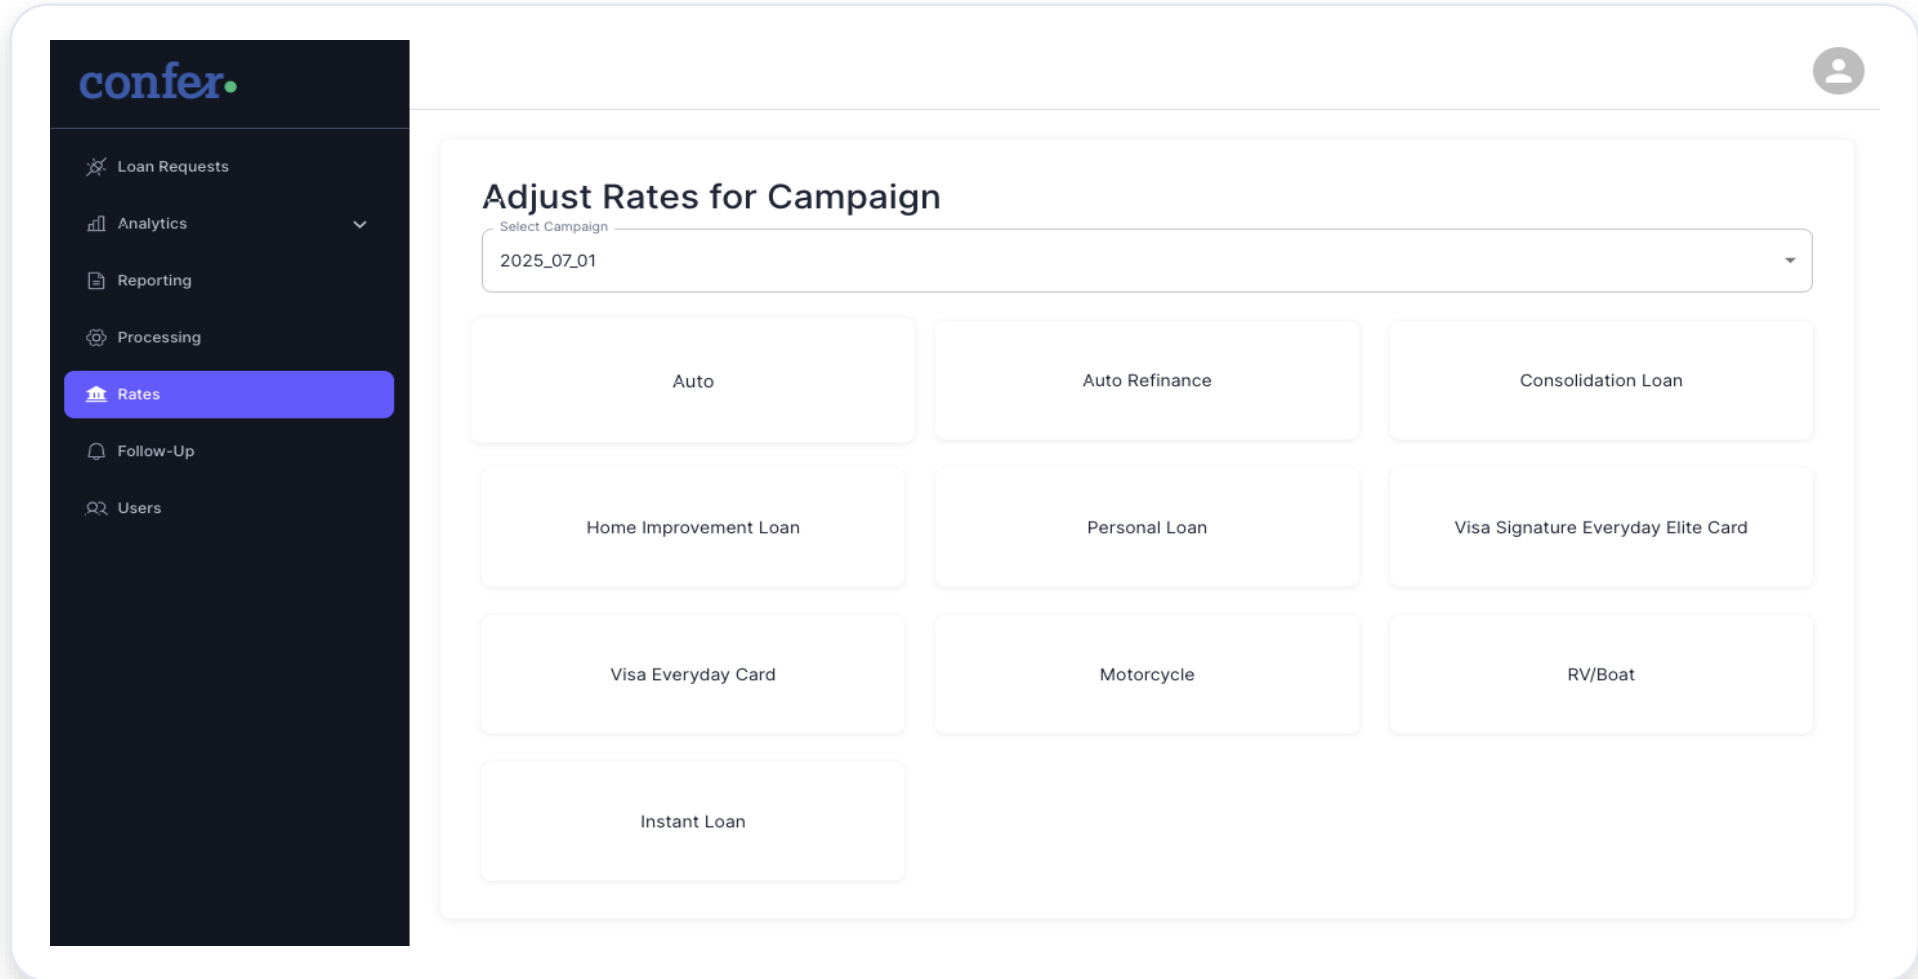 confer.
Loan Requests
Analytics
Reporting
Processing
Rates
Follow-Up
Users
Adjust Rates for Campaign
Select Campaign
2025_07_01
Auto
Auto Refinance
Consolidation Loan
Home Improvement Loan
Personal Loan
Visa Signature Everyday Elite Card
Visa Everyday Card
Motorcycle
RV/Boat
Instant Loan